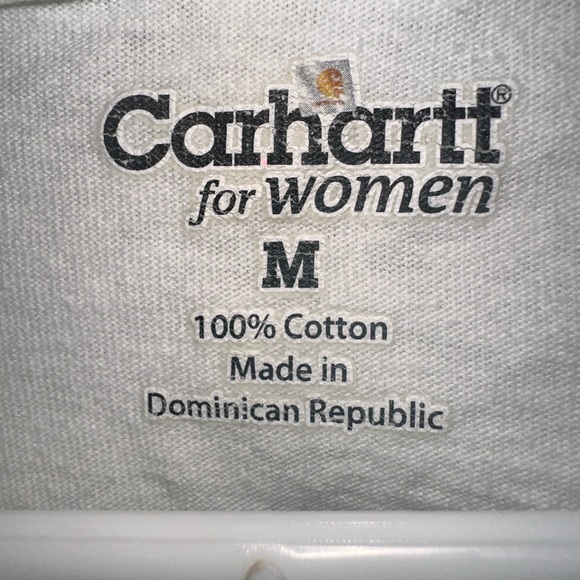 Carhartt®
for women
M
100% Cotton
Made in
Dominican Republic